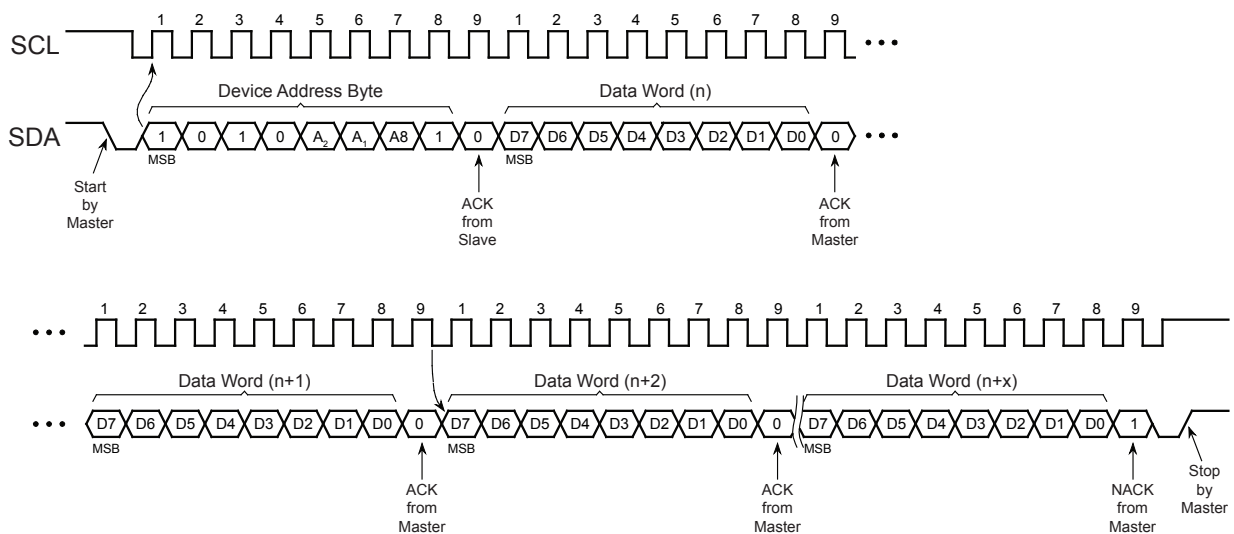 1 2 3 4 5 6 7 8 9 1 2 3 4 5 6 7 8 9
SCL
Device Address Byte Data Word (n)
SDA 1 0 1 0 A2 A1 A8 1 0 D7 D6 D5 D4 D3 D2 D1 D0 0
MSB MSB
Start
by
Master
ACK
from
Slave
ACK
from
Master
1 2 3 4 5 6 7 8 9 1 2 3 4 5 6 7 8 9 1 2 3 4 5 6 7 8 9
Data Word (n+1) Data Word (n+2) Data Word (n+x)
D7 D6 D5 D4 D3 D2 D1 D0 0 D7 D6 D5 D4 D3 D2 D1 D0 0 D7 D6 D5 D4 D3 D2 D1 D0 1
MSB MSB MSB
ACK
from
Master
ACK
from
Master
NACK
from
Master
Stop
by
Master